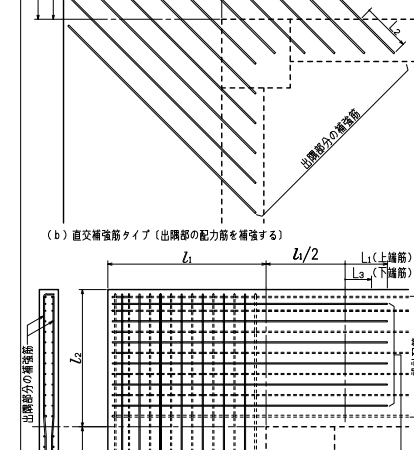 L₂
出隅部分の補強筋
(b) 直交補強筋タイプ〔出隅部の配力筋を補強する〕
l₁
l₁/2
L₁(上端筋)
L₃(下端筋)
l₂
出隅部分の補強筋